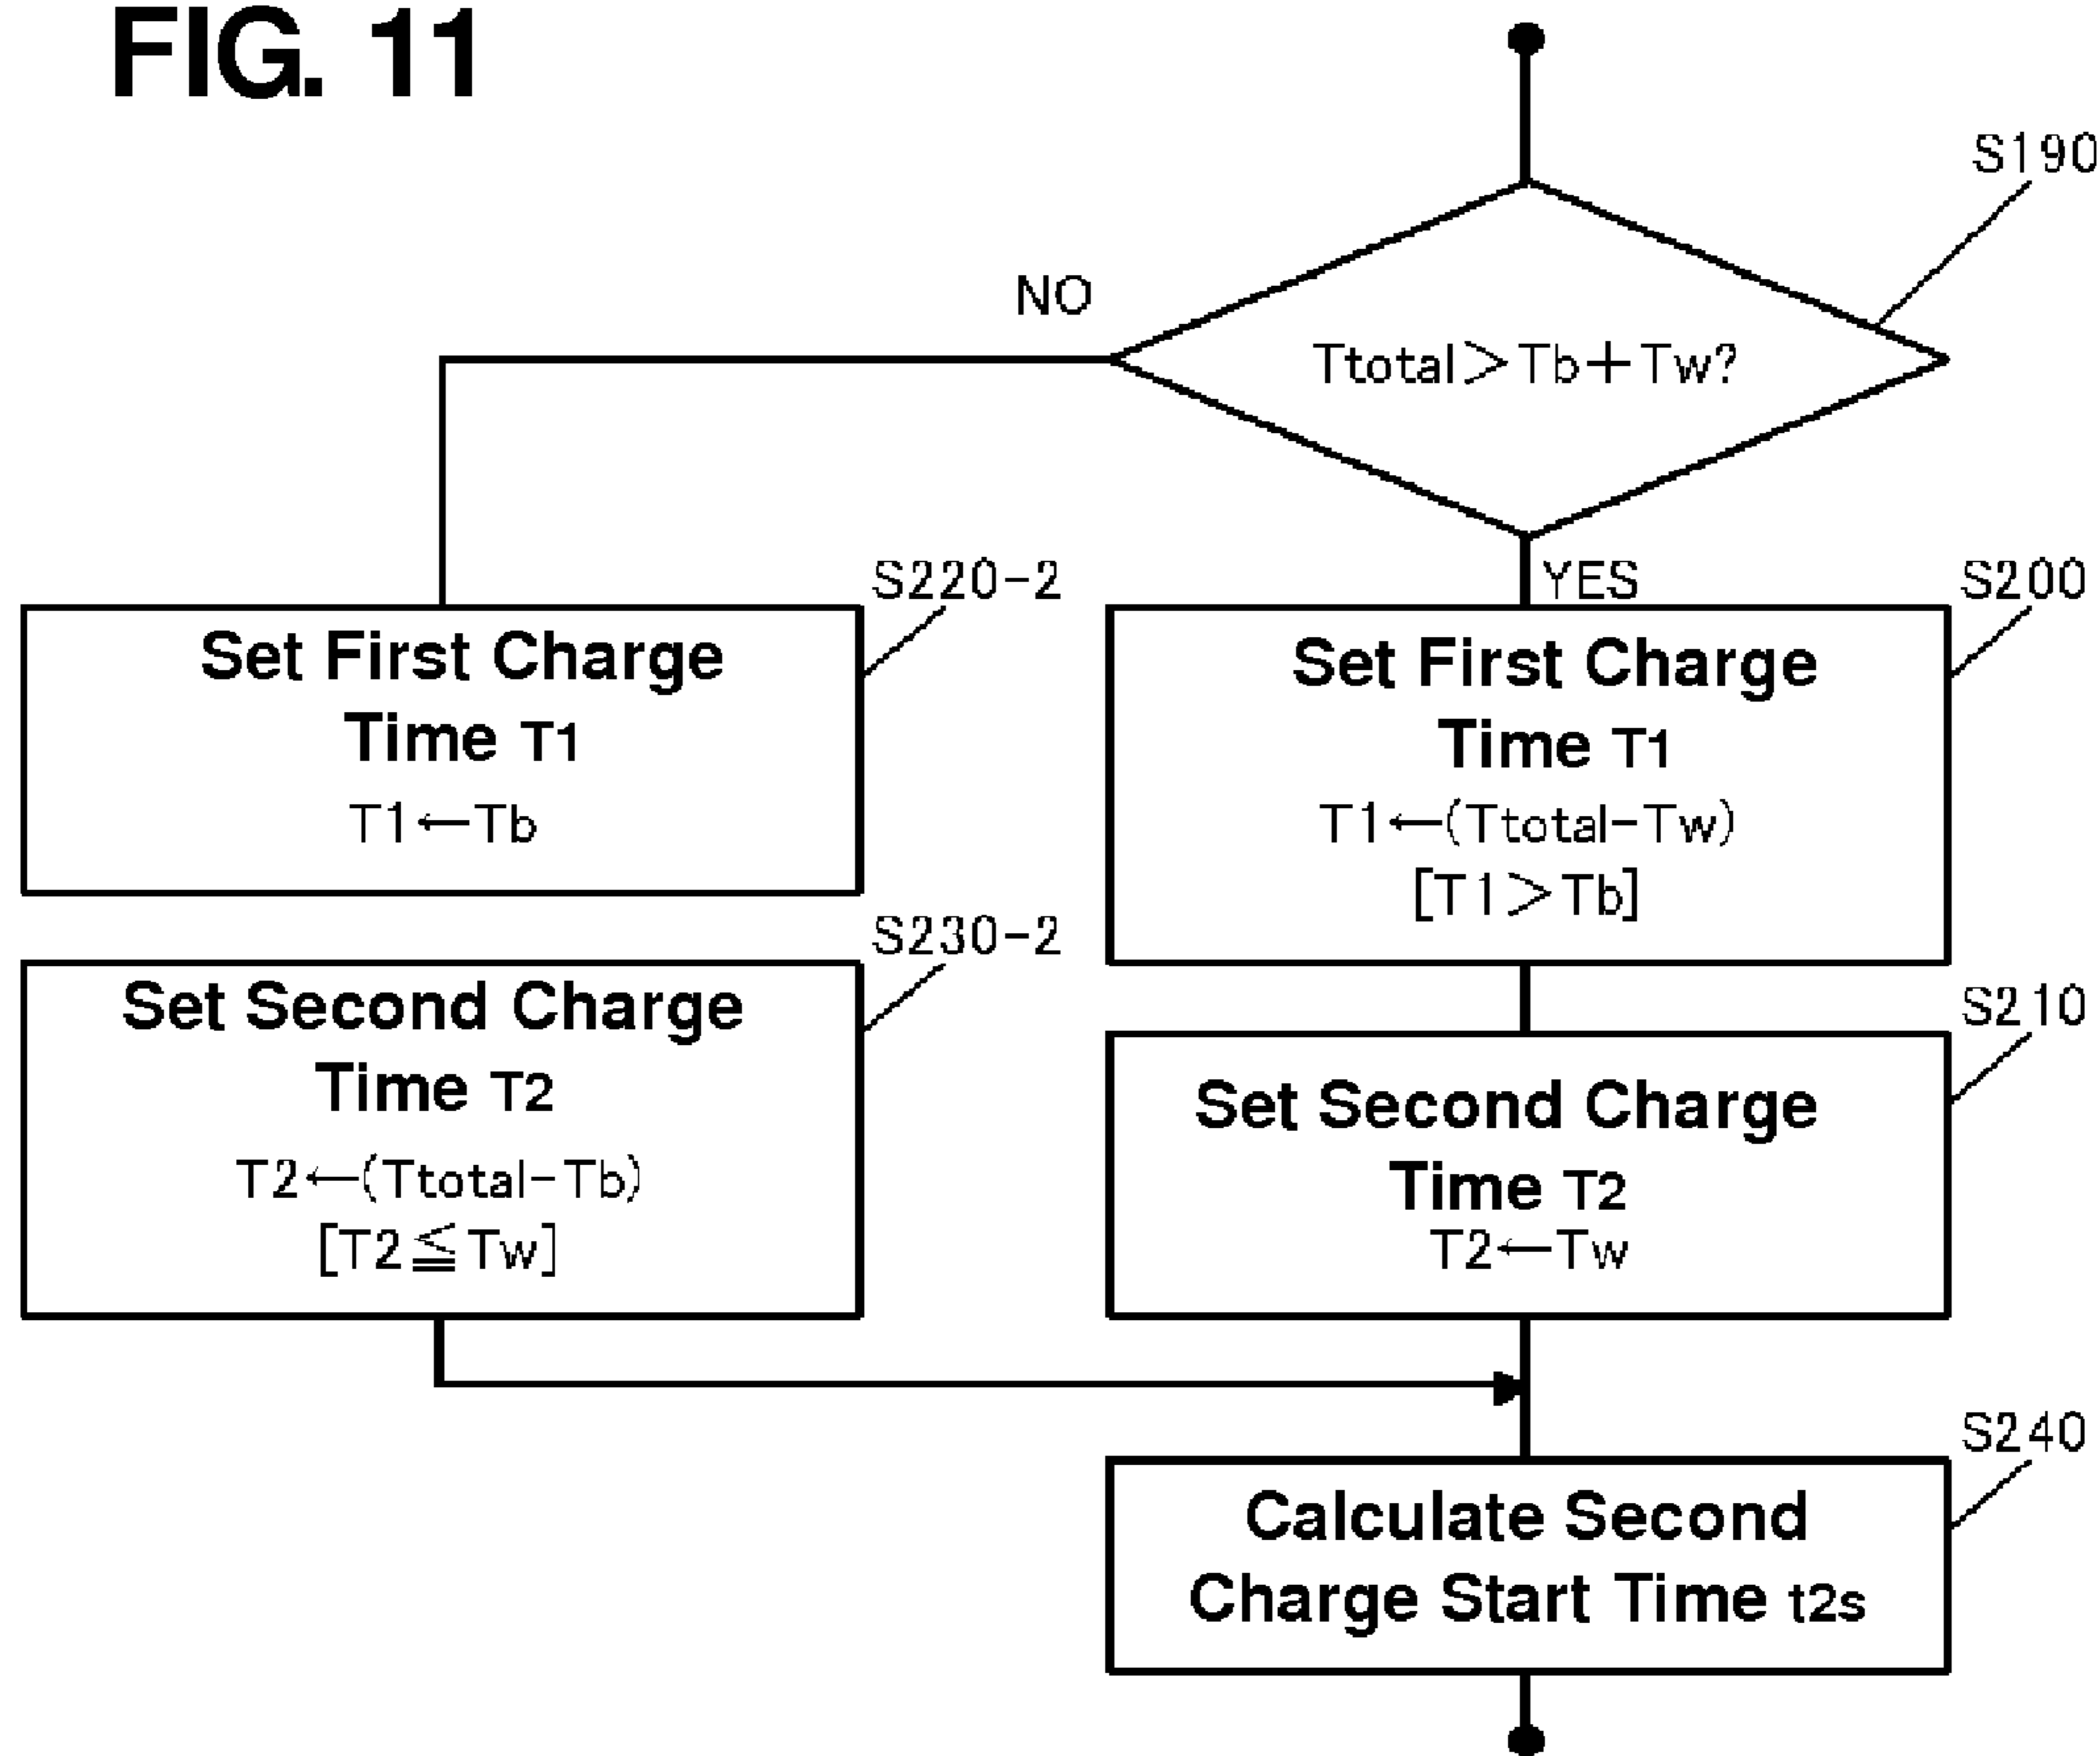 FIG. 11
S190
NO
Ttotal＞Tb＋Tw?
YES
S220-2
Set First Charge
Time T1
T1←Tb
S200
Set First Charge
Time T1
T1←(Ttotal-Tw)
[T1＞Tb]
S230-2
Set Second Charge
Time T2
T2←(Ttotal-Tb)
[T2≦Tw]
S210
Set Second Charge
Time T2
T2←Tw
S240
Calculate Second
Charge Start Time t2s